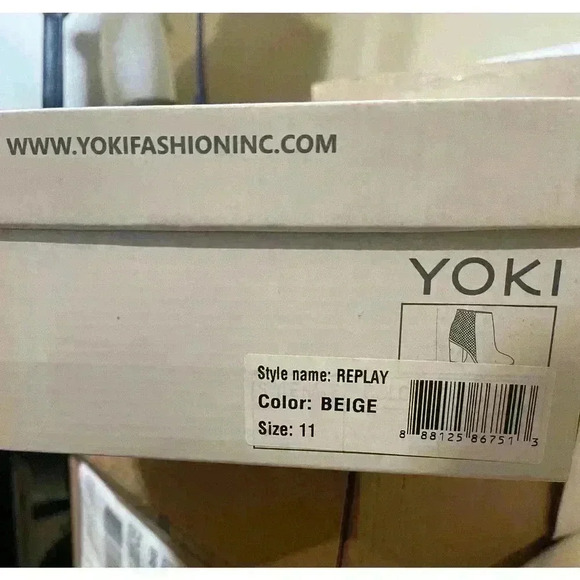 WWW.YOKIFASHIONINC.COM
YOKI
Style name: REPLAY
Color: BEIGE
Size: 11
8 88125 86751 3